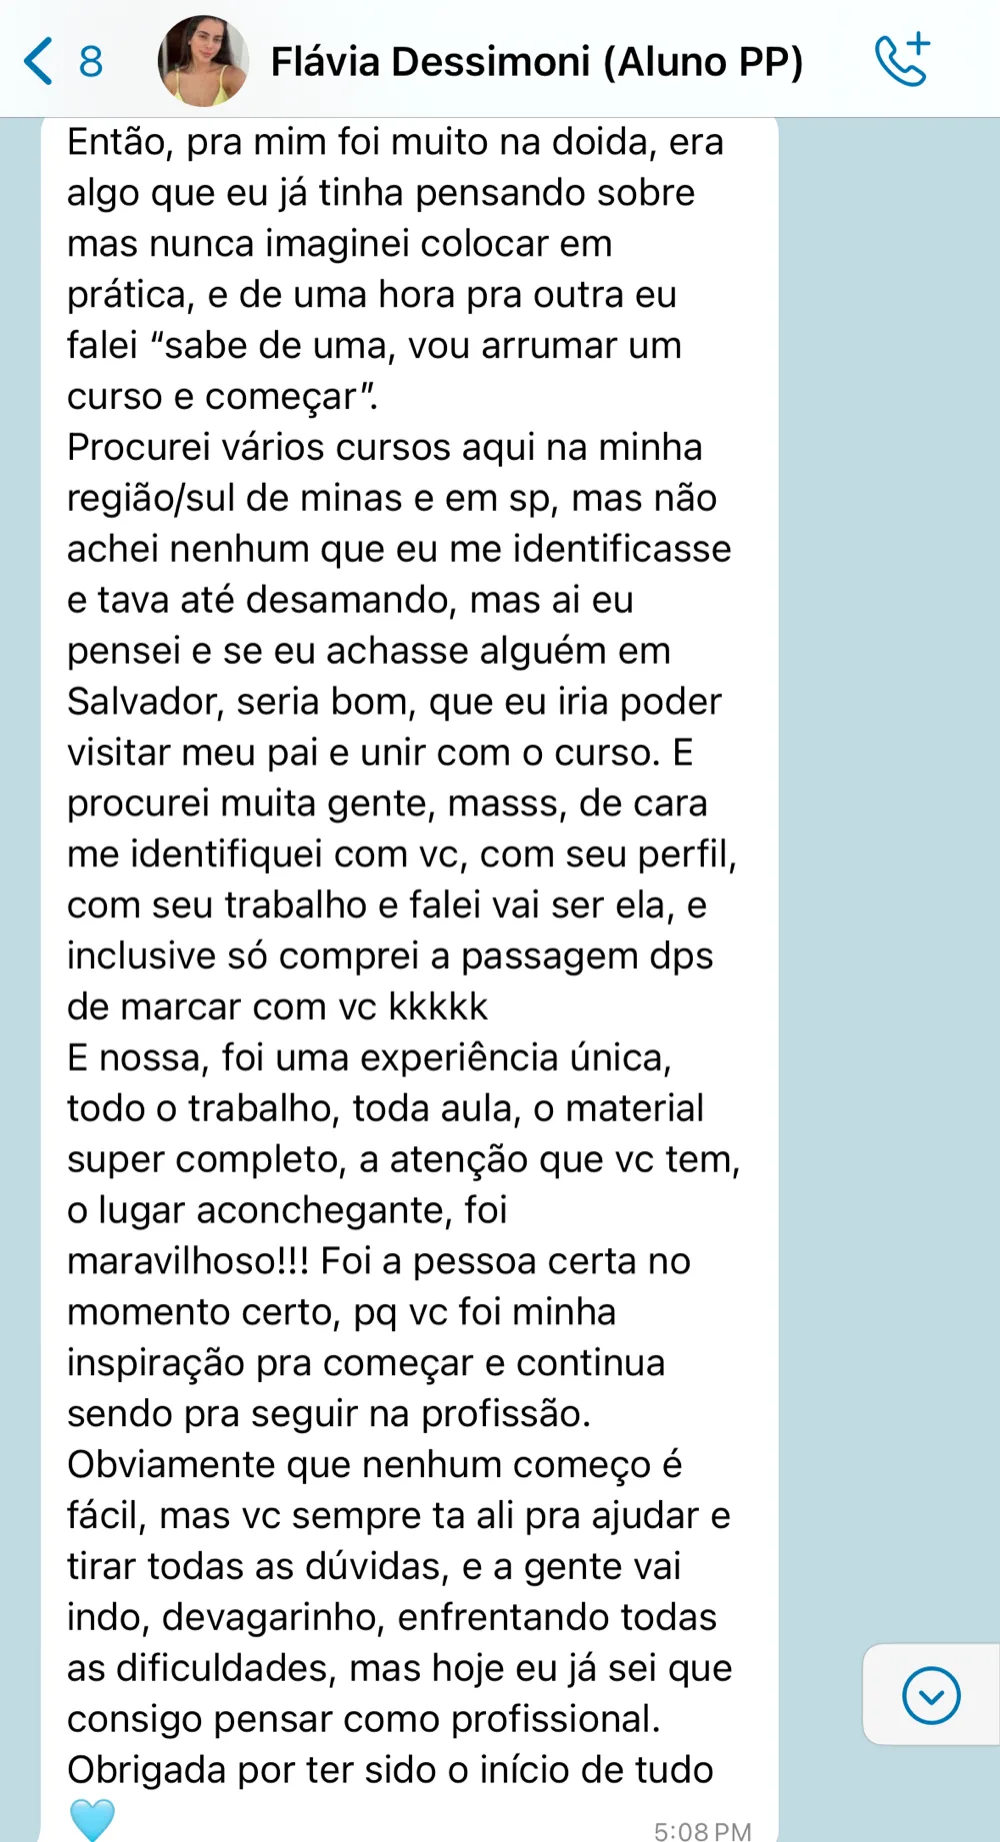 8
Flávia Dessimoni (Aluno PP)
Então, pra mim foi muito na doida, era
algo que eu já tinha pensando sobre
mas nunca imaginei colocar em
prática, e de uma hora pra outra eu
falei “sabe de uma, vou arrumar um
curso e começar”.
Procurei vários cursos aqui na minha
região/sul de minas e em sp, mas não
achei nenhum que eu me identificasse
e tava até desamando, mas ai eu
pensei e se eu achasse alguém em
Salvador, seria bom, que eu iria poder
visitar meu pai e unir com o curso. E
procurei muita gente, masss, de cara
me identifiquei com vc, com seu perfil,
com seu trabalho e falei vai ser ela, e
inclusive só comprei a passagem dps
de marcar com vc kkkkk
E nossa, foi uma experiência única,
todo o trabalho, toda aula, o material
super completo, a atenção que vc tem,
o lugar aconchegante, foi
maravilhoso!!! Foi a pessoa certa no
momento certo, pq vc foi minha
inspiração pra começar e continua
sendo pra seguir na profissão.
Obviamente que nenhum começo é
fácil, mas vc sempre ta ali pra ajudar e
tirar todas as dúvidas, e a gente vai
indo, devagarinho, enfrentando todas
as dificuldades, mas hoje eu já sei que
consigo pensar como profissional.
Obrigada por ter sido o início de tudo
🩵
5:08 PM